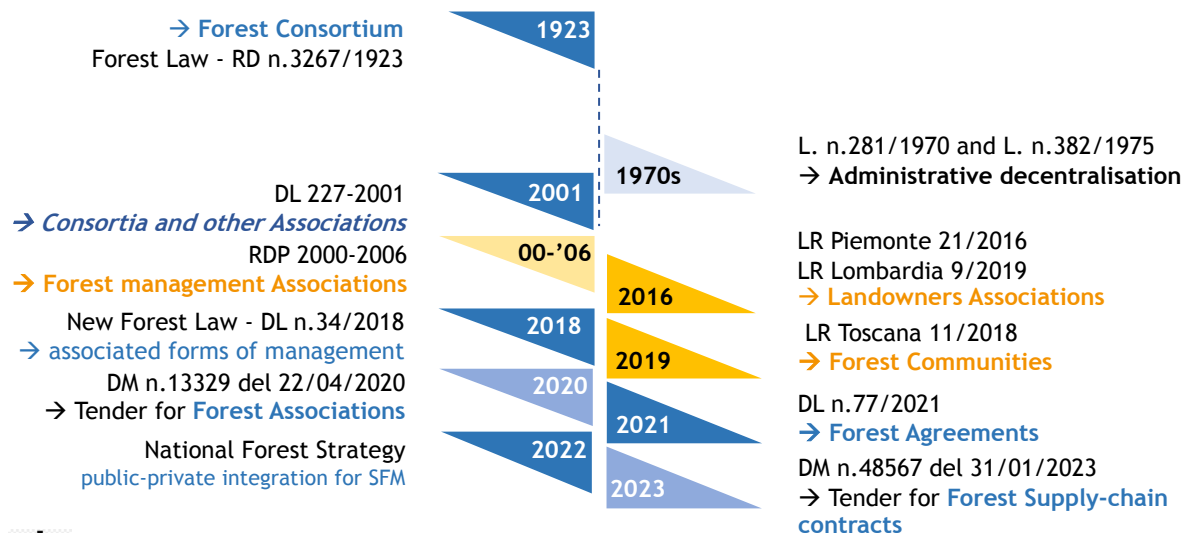 → Forest Consortium
Forest Law - RD n.3267/1923
1923
1970s
L. n.281/1970 and L. n.382/1975
→ Administrative decentralisation
DL 227-2001
→ Consortia and other Associations
2001
RDP 2000-2006
→ Forest management Associations
00-’06
2016
LR Piemonte 21/2016
LR Lombardia 9/2019
→ Landowners Associations
New Forest Law - DL n.34/2018
→ associated forms of management
2018
2019
LR Toscana 11/2018
→ Forest Communities
DM n.13329 del 22/04/2020
→ Tender for Forest Associations
2020
2021
DL n.77/2021
→ Forest Agreements
National Forest Strategy
public-private integration for SFM
2022
2023
DM n.48567 del 31/01/2023
→ Tender for Forest Supply-chain
contracts